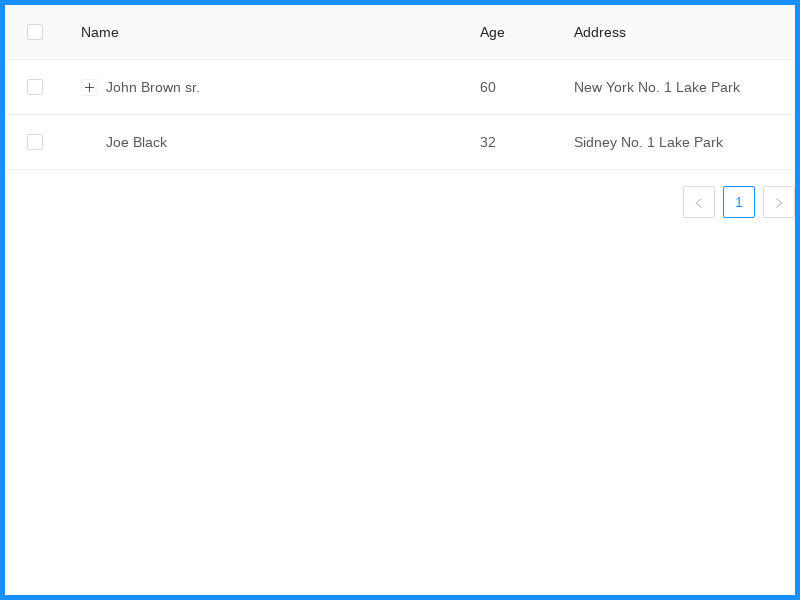 Name Age Address
John Brown sr. 60 New York No. 1 Lake Park
Joe Black 32 Sidney No. 1 Lake Park
1